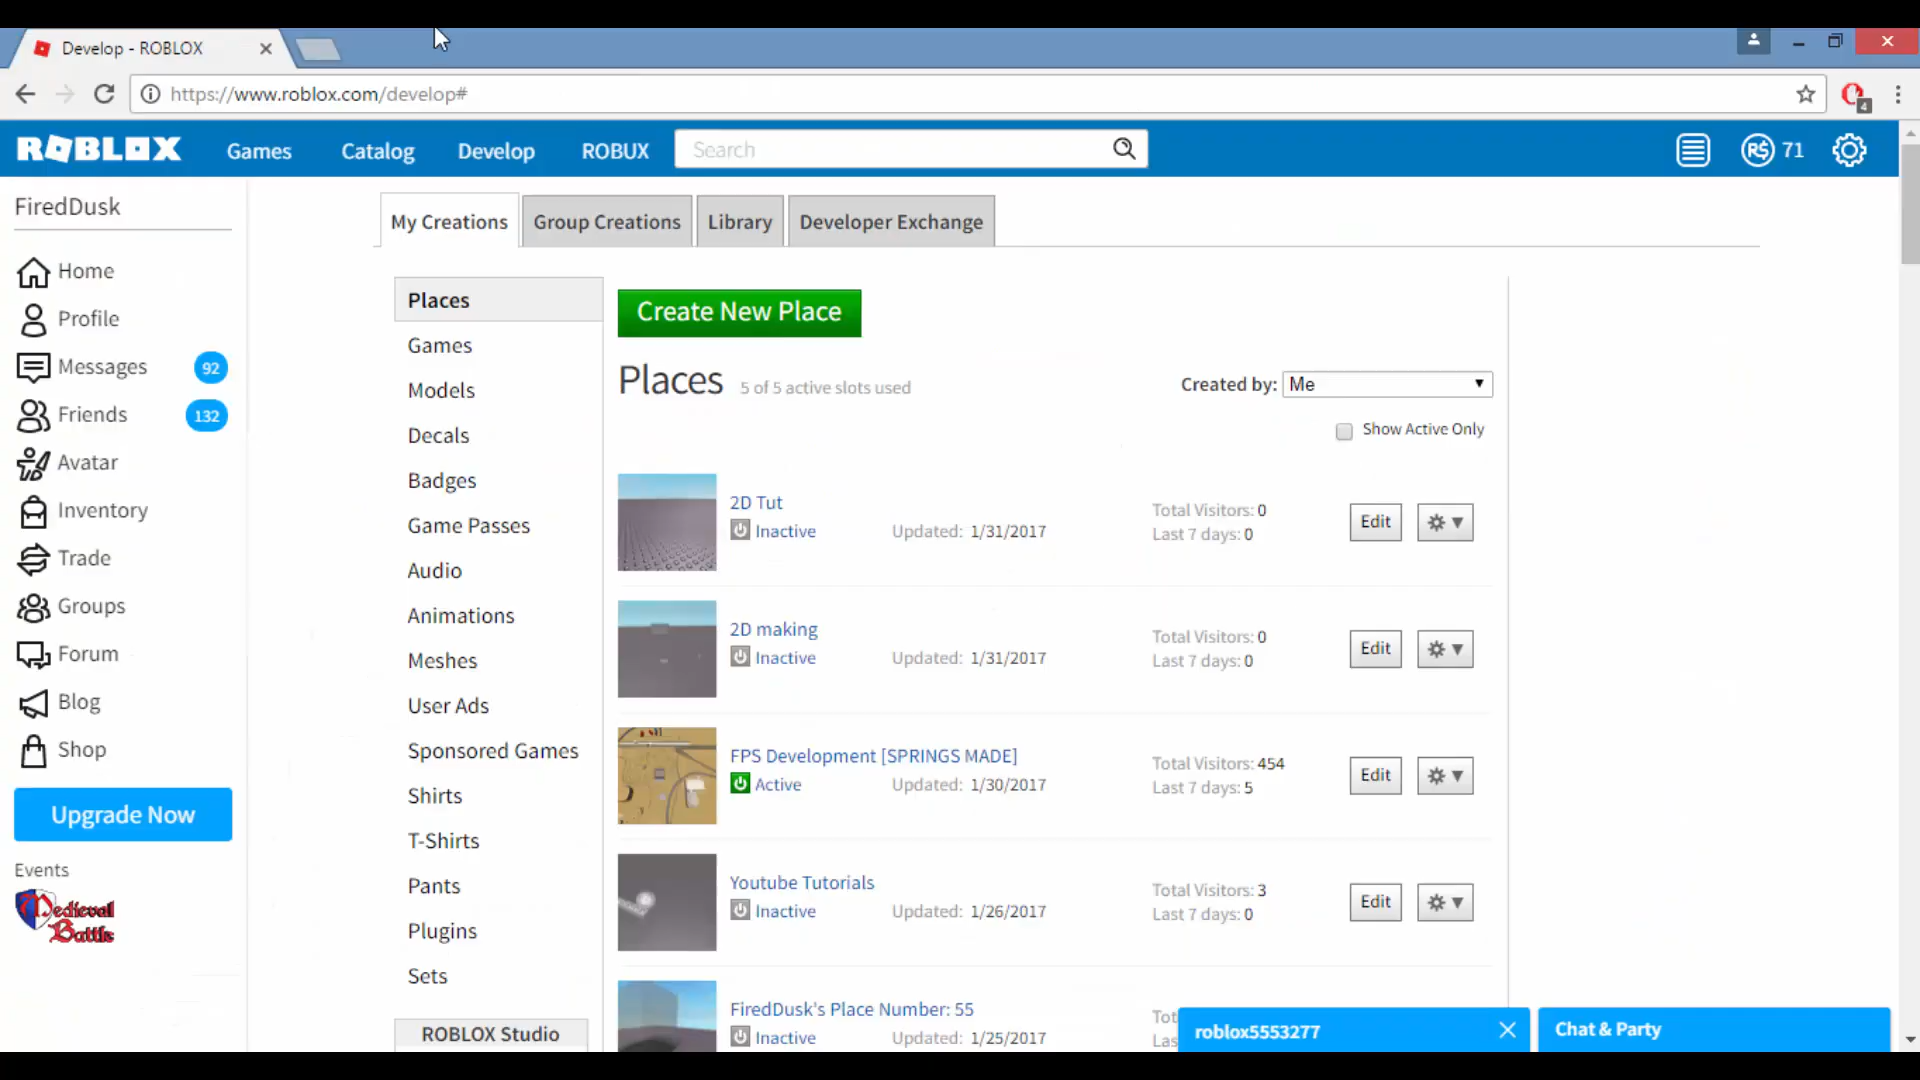 Develop - ROBLOX
https://www.roblox.com/develop#
4
ROBLOX Games Catalog Develop ROBUX Search R$ 71
FiredDusk
Home
Profile
Messages 92
Friends 132
Avatar
Inventory
Trade
Groups
Forum
Blog
Shop
Upgrade Now
Events
Medieval
Battle
My Creations Group Creations Library Developer Exchange
Places
Games
Models
Decals
Badges
Game Passes
Audio
Animations
Meshes
User Ads
Sponsored Games
Shirts
T-Shirts
Pants
Plugins
Sets
ROBLOX Studio
Create New Place
Places 5 of 5 active slots used Created by: Me
Show Active Only
2D Tut
Inactive Updated: 1/31/2017
Total Visitors: 0
Last 7 days: 0
Edit
2D making
Inactive Updated: 1/31/2017
Total Visitors: 0
Last 7 days: 0
Edit
FPS Development [SPRINGS MADE]
Active Updated: 1/30/2017
Total Visitors: 454
Last 7 days: 5
Edit
Youtube Tutorials
Inactive Updated: 1/26/2017
Total Visitors: 3
Last 7 days: 0
Edit
FiredDusk's Place Number: 55
Inactive Updated: 1/25/2017
Tot
Las
roblox5553277
Chat & Party